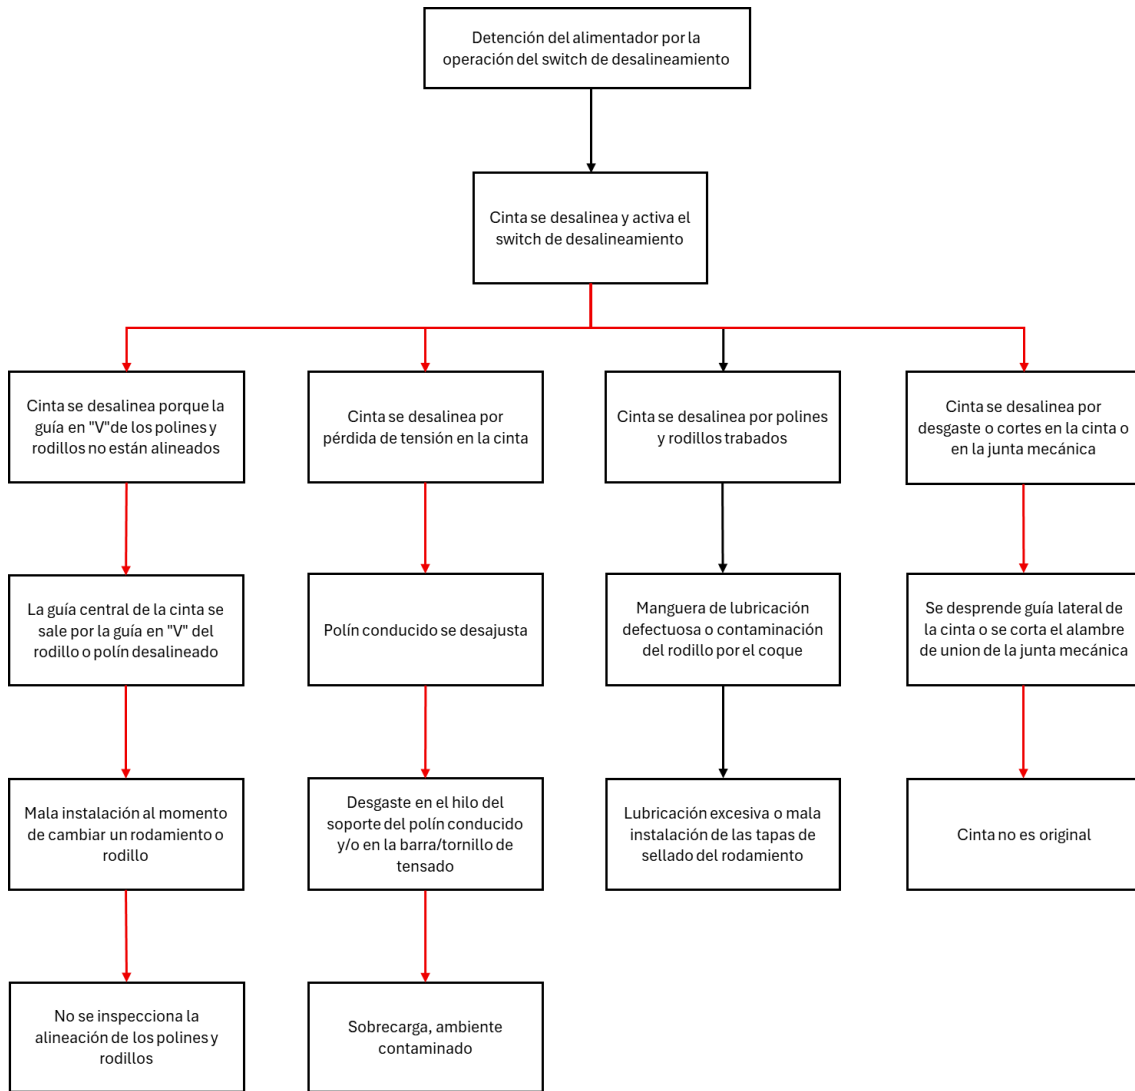 Detención del alimentador por la
operación del switch de desalineamiento
Cinta se desalinea y activa el
switch de desalineamiento
Cinta se desalinea porque la
guía en "V"de los polines y
rodillos no están alineados
Cinta se desalinea por
pérdida de tensión en la cinta
Cinta se desalinea por polines
y rodillos trabados
Cinta se desalinea por
desgaste o cortes en la cinta o
en la junta mecánica
La guía central de la cinta se
sale por la guía en "V" del
rodillo o polín desalineado
Polín conducido se desajusta
Manguera de lubricación
defectuosa o contaminación
del rodillo por el coque
Se desprende guía lateral de
la cinta o se corta el alambre
de union de la junta mecánica
Mala instalación al momento
de cambiar un rodamiento o
rodillo
Desgaste en el hilo del
soporte del polín conducido
y/o en la barra/tornillo de
tensado
Lubricación excesiva o mala
instalación de las tapas de
sellado del rodamiento
Cinta no es original
No se inspecciona la
alineación de los polines y
rodillos
Sobrecarga, ambiente
contaminado